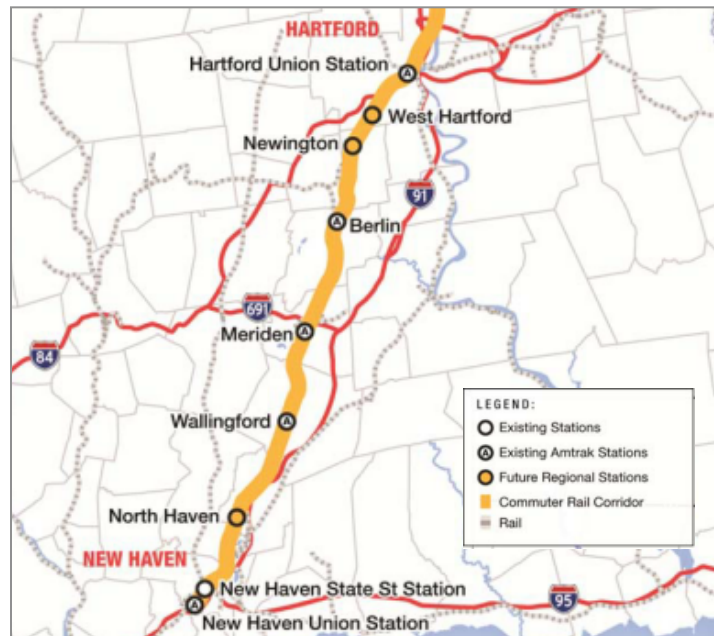 HARTFORD
Hartford Union Station
West Hartford
Newington
91
Berlin
691
Meriden
84
Wallingford
LEGEND:
Existing Stations
A Existing Amtrak Stations
Future Regional Stations
Commuter Rail Corridor
Rail
North Haven
NEW HAVEN
New Haven State St Station
95
New Haven Union Station